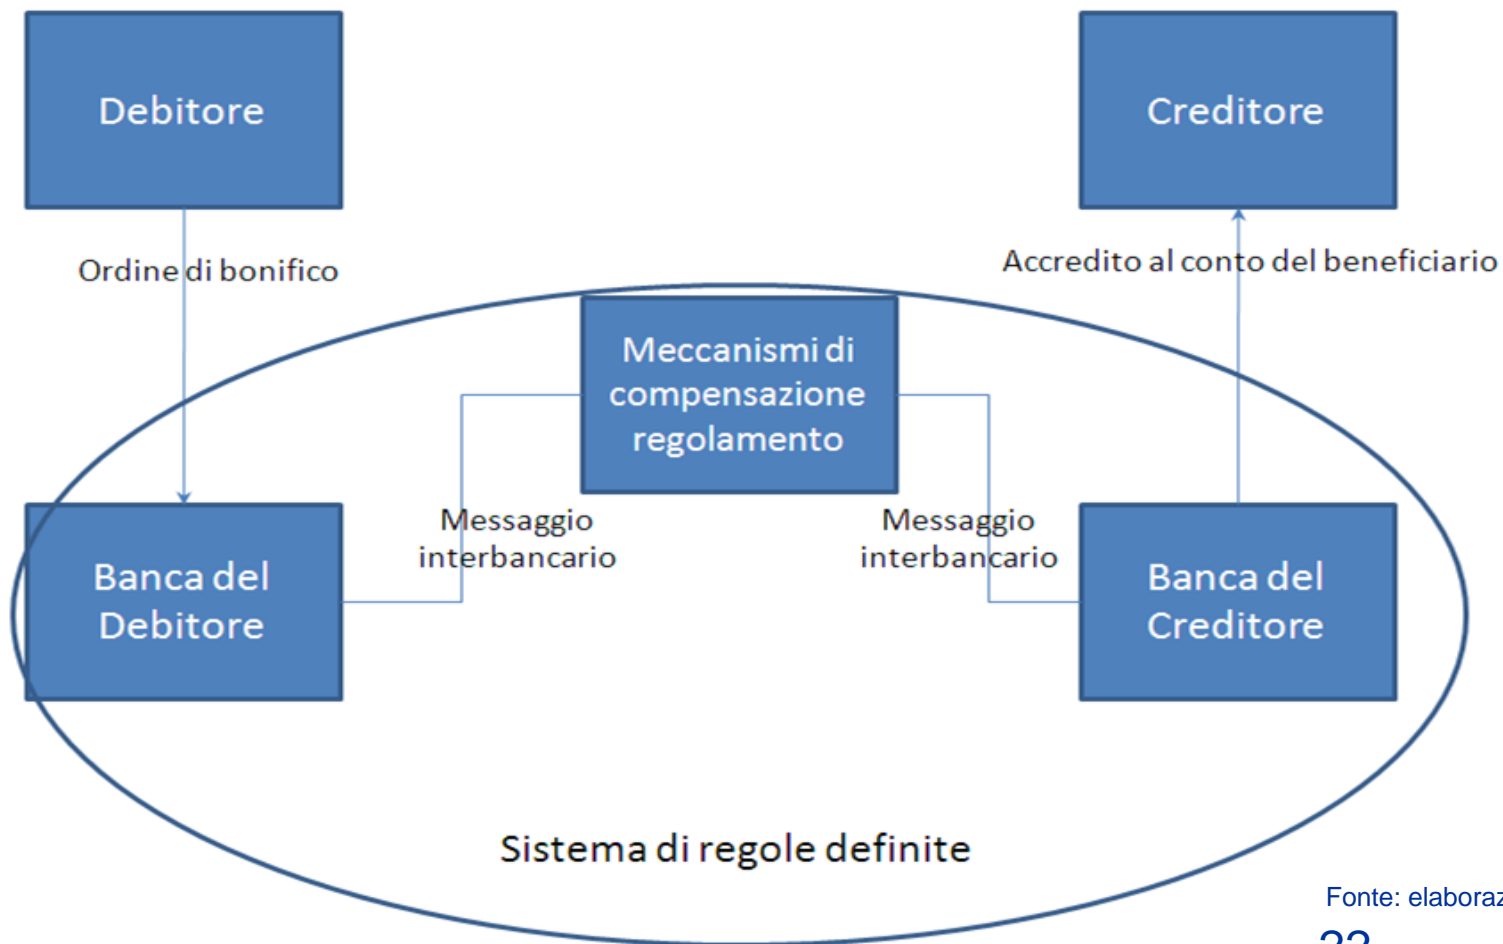 Debitore
Creditore
Ordine di bonifico
Accredito al conto del beneficiario
Meccanismi di
compensazione
regolamento
Messaggio
interbancario
Messaggio
interbancario
Banca del
Debitore
Banca del
Creditore
Sistema di regole definite
Fonte: